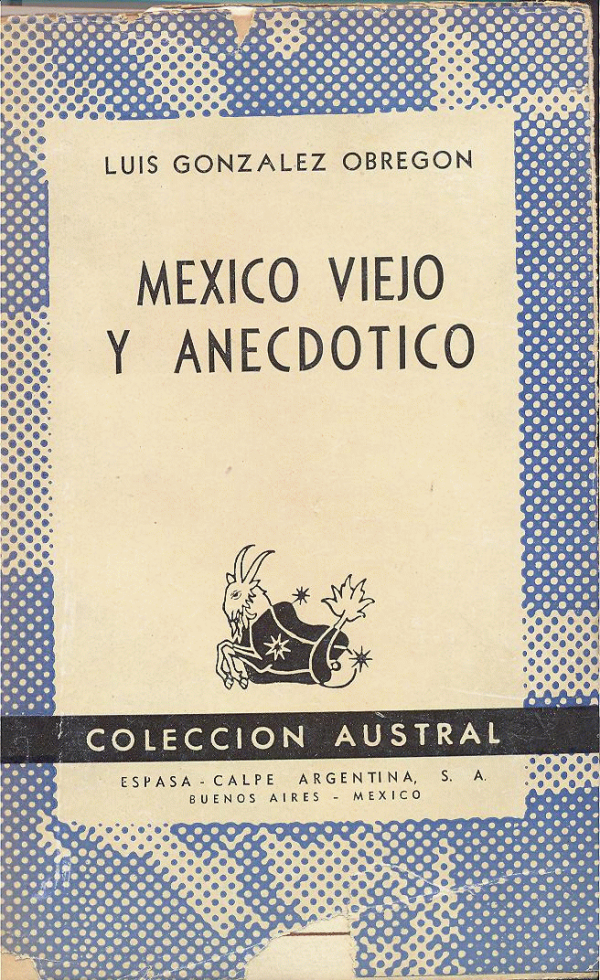 LUIS GONZALEZ OBREGON
MEXICO VIEJO
Y ANECDOTICO
COLECCION AUSTRAL
ESPASA - CALPE ARGENTINA, S. A.
BUENOS AIRES - MEXICO